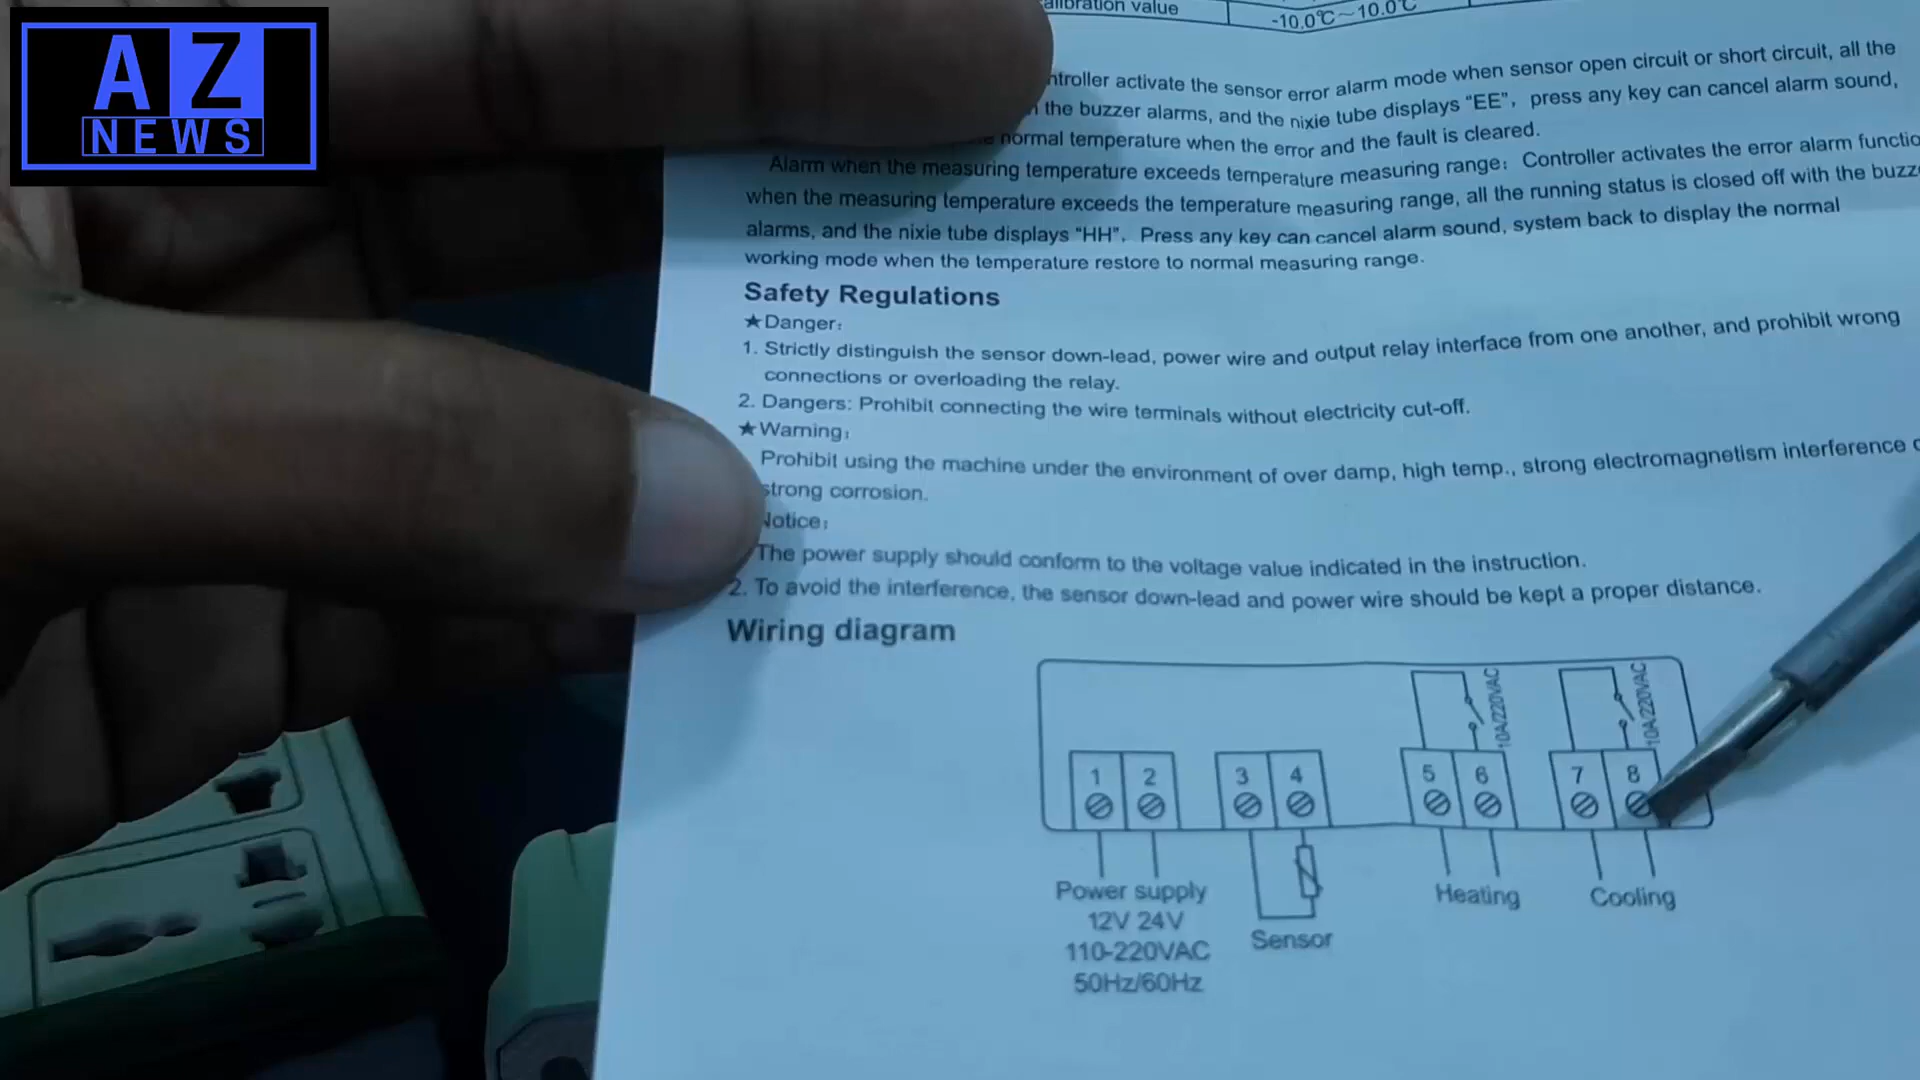 AZ
NEWS
alibration value
-10.0℃~10.0℃
ntroller activate the sensor error alarm mode when sensor open circuit or short circuit, all the
the buzzer alarms, and the nixie tube displays “EE”, press any key can cancel alarm sound,
normal temperature when the error and the fault is cleared.
Alarm when the measuring temperature exceeds temperature measuring range: Controller activates the error alarm functio
when the measuring temperature exceeds the temperature measuring range, all the running status is closed off with the buzz
alarms, and the nixie tube displays “HH”. Press any key can cancel alarm sound, system back to display the normal
working mode when the temperature restore to normal measuring range.
Safety Regulations
★Danger:
1. Strictly distinguish the sensor down-lead, power wire and output relay interface from one another, and prohibit wrong
connections or overloading the relay.
2. Dangers: Prohibit connecting the wire terminals without electricity cut-off.
★Warning:
Prohibit using the machine under the environment of over damp, high temp., strong electromagnetism interference
strong corrosion.
Notice:
The power supply should conform to the voltage value indicated in the instruction.
2. To avoid the interference, the sensor down-lead and power wire should be kept a proper distance.
Wiring diagram
10A/220VAC 10A/220VAC
1 2 3 4 5 6 7 8
Power supply
12V 24V
110-220VAC
50Hz/60Hz
Sensor
Heating
Cooling